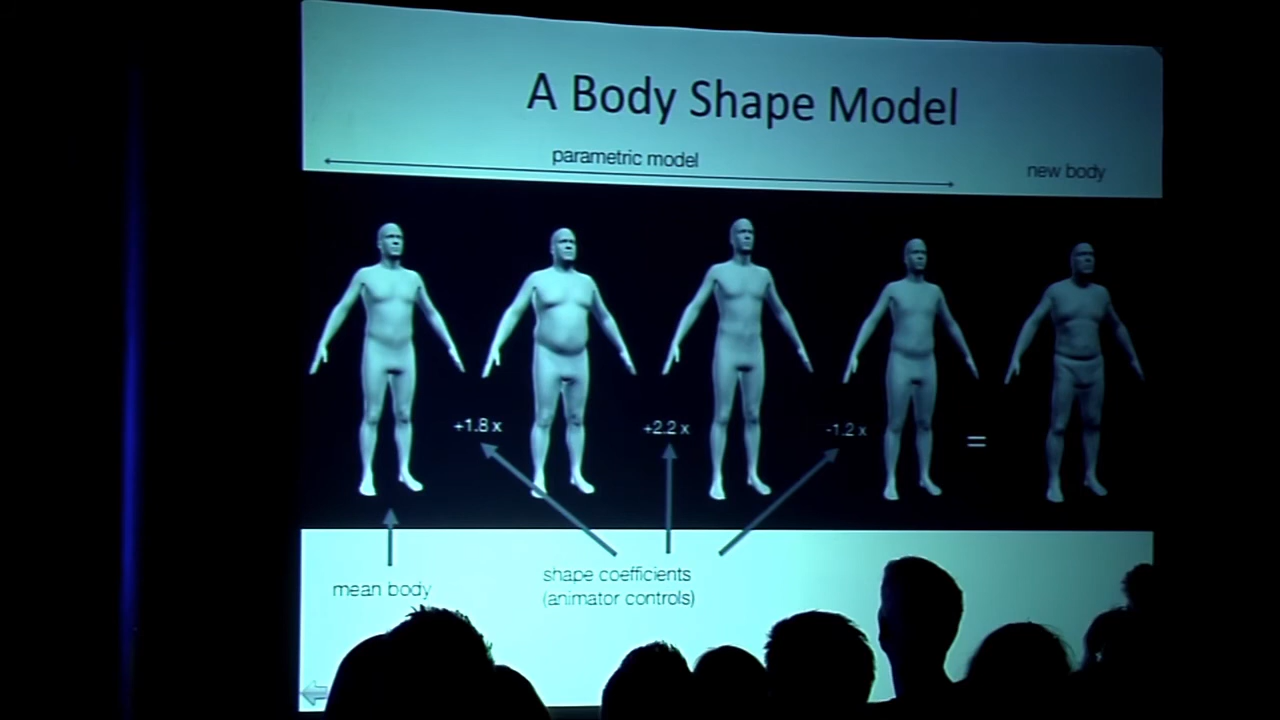 A Body Shape Model
parametric model
new body
+1.8 x
+2.2 x
-1.2 x
=
mean body
shape coefficients
(animator controls)